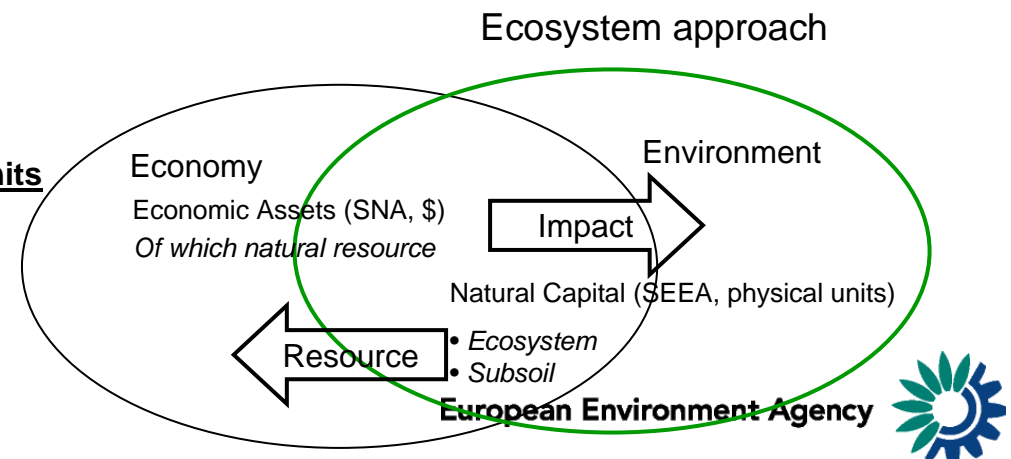 Ecosystem approach
Environment
Economy
Economic Assets (SNA, $)
Of which natural resource
Impact
Natural Capital (SEEA, physical units)
Resource
• Ecosystem
• Subsoil
European Environment Agency